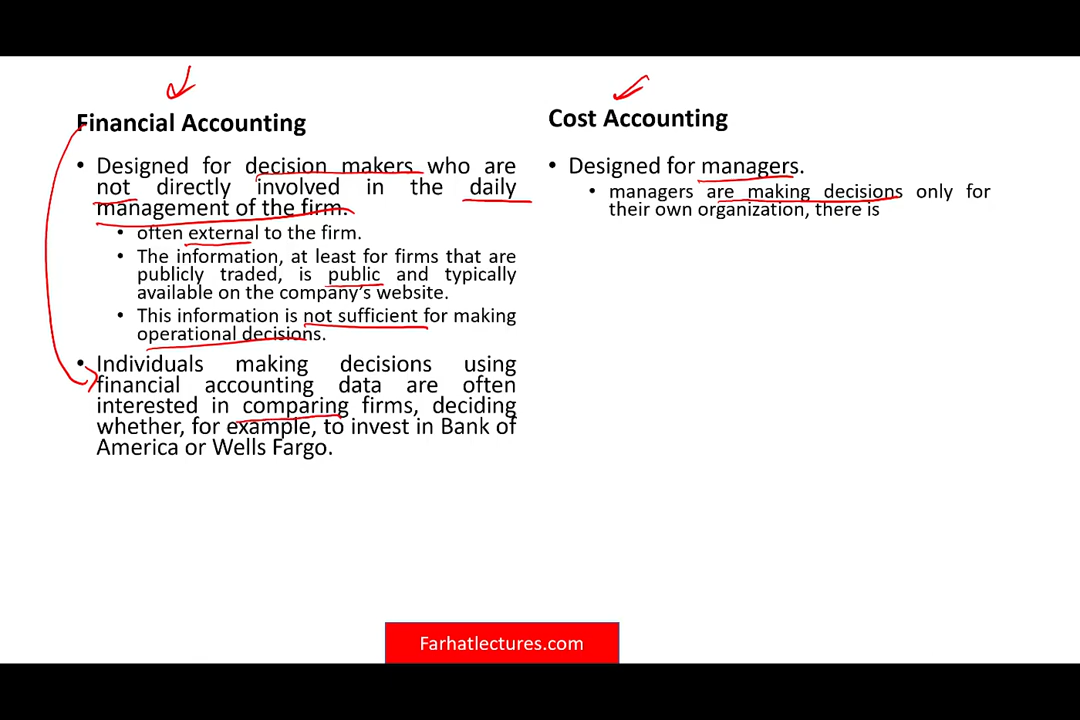 Financial Accounting
• Designed for decision makers who are
not directly involved in the daily
management of the firm.
• often external to the firm.
• The information, at least for firms that are
publicly traded, is public and typically
available on the company's website.
• This information is not sufficient for making
operational decisions.
• Individuals making decisions using
financial accounting data are often
interested in comparing firms, deciding
whether, for example, to invest in Bank of
America or Wells Fargo.
Cost Accounting
• Designed for managers.
• managers are making decisions only for
their own organization, there is
Farhatlectures.com